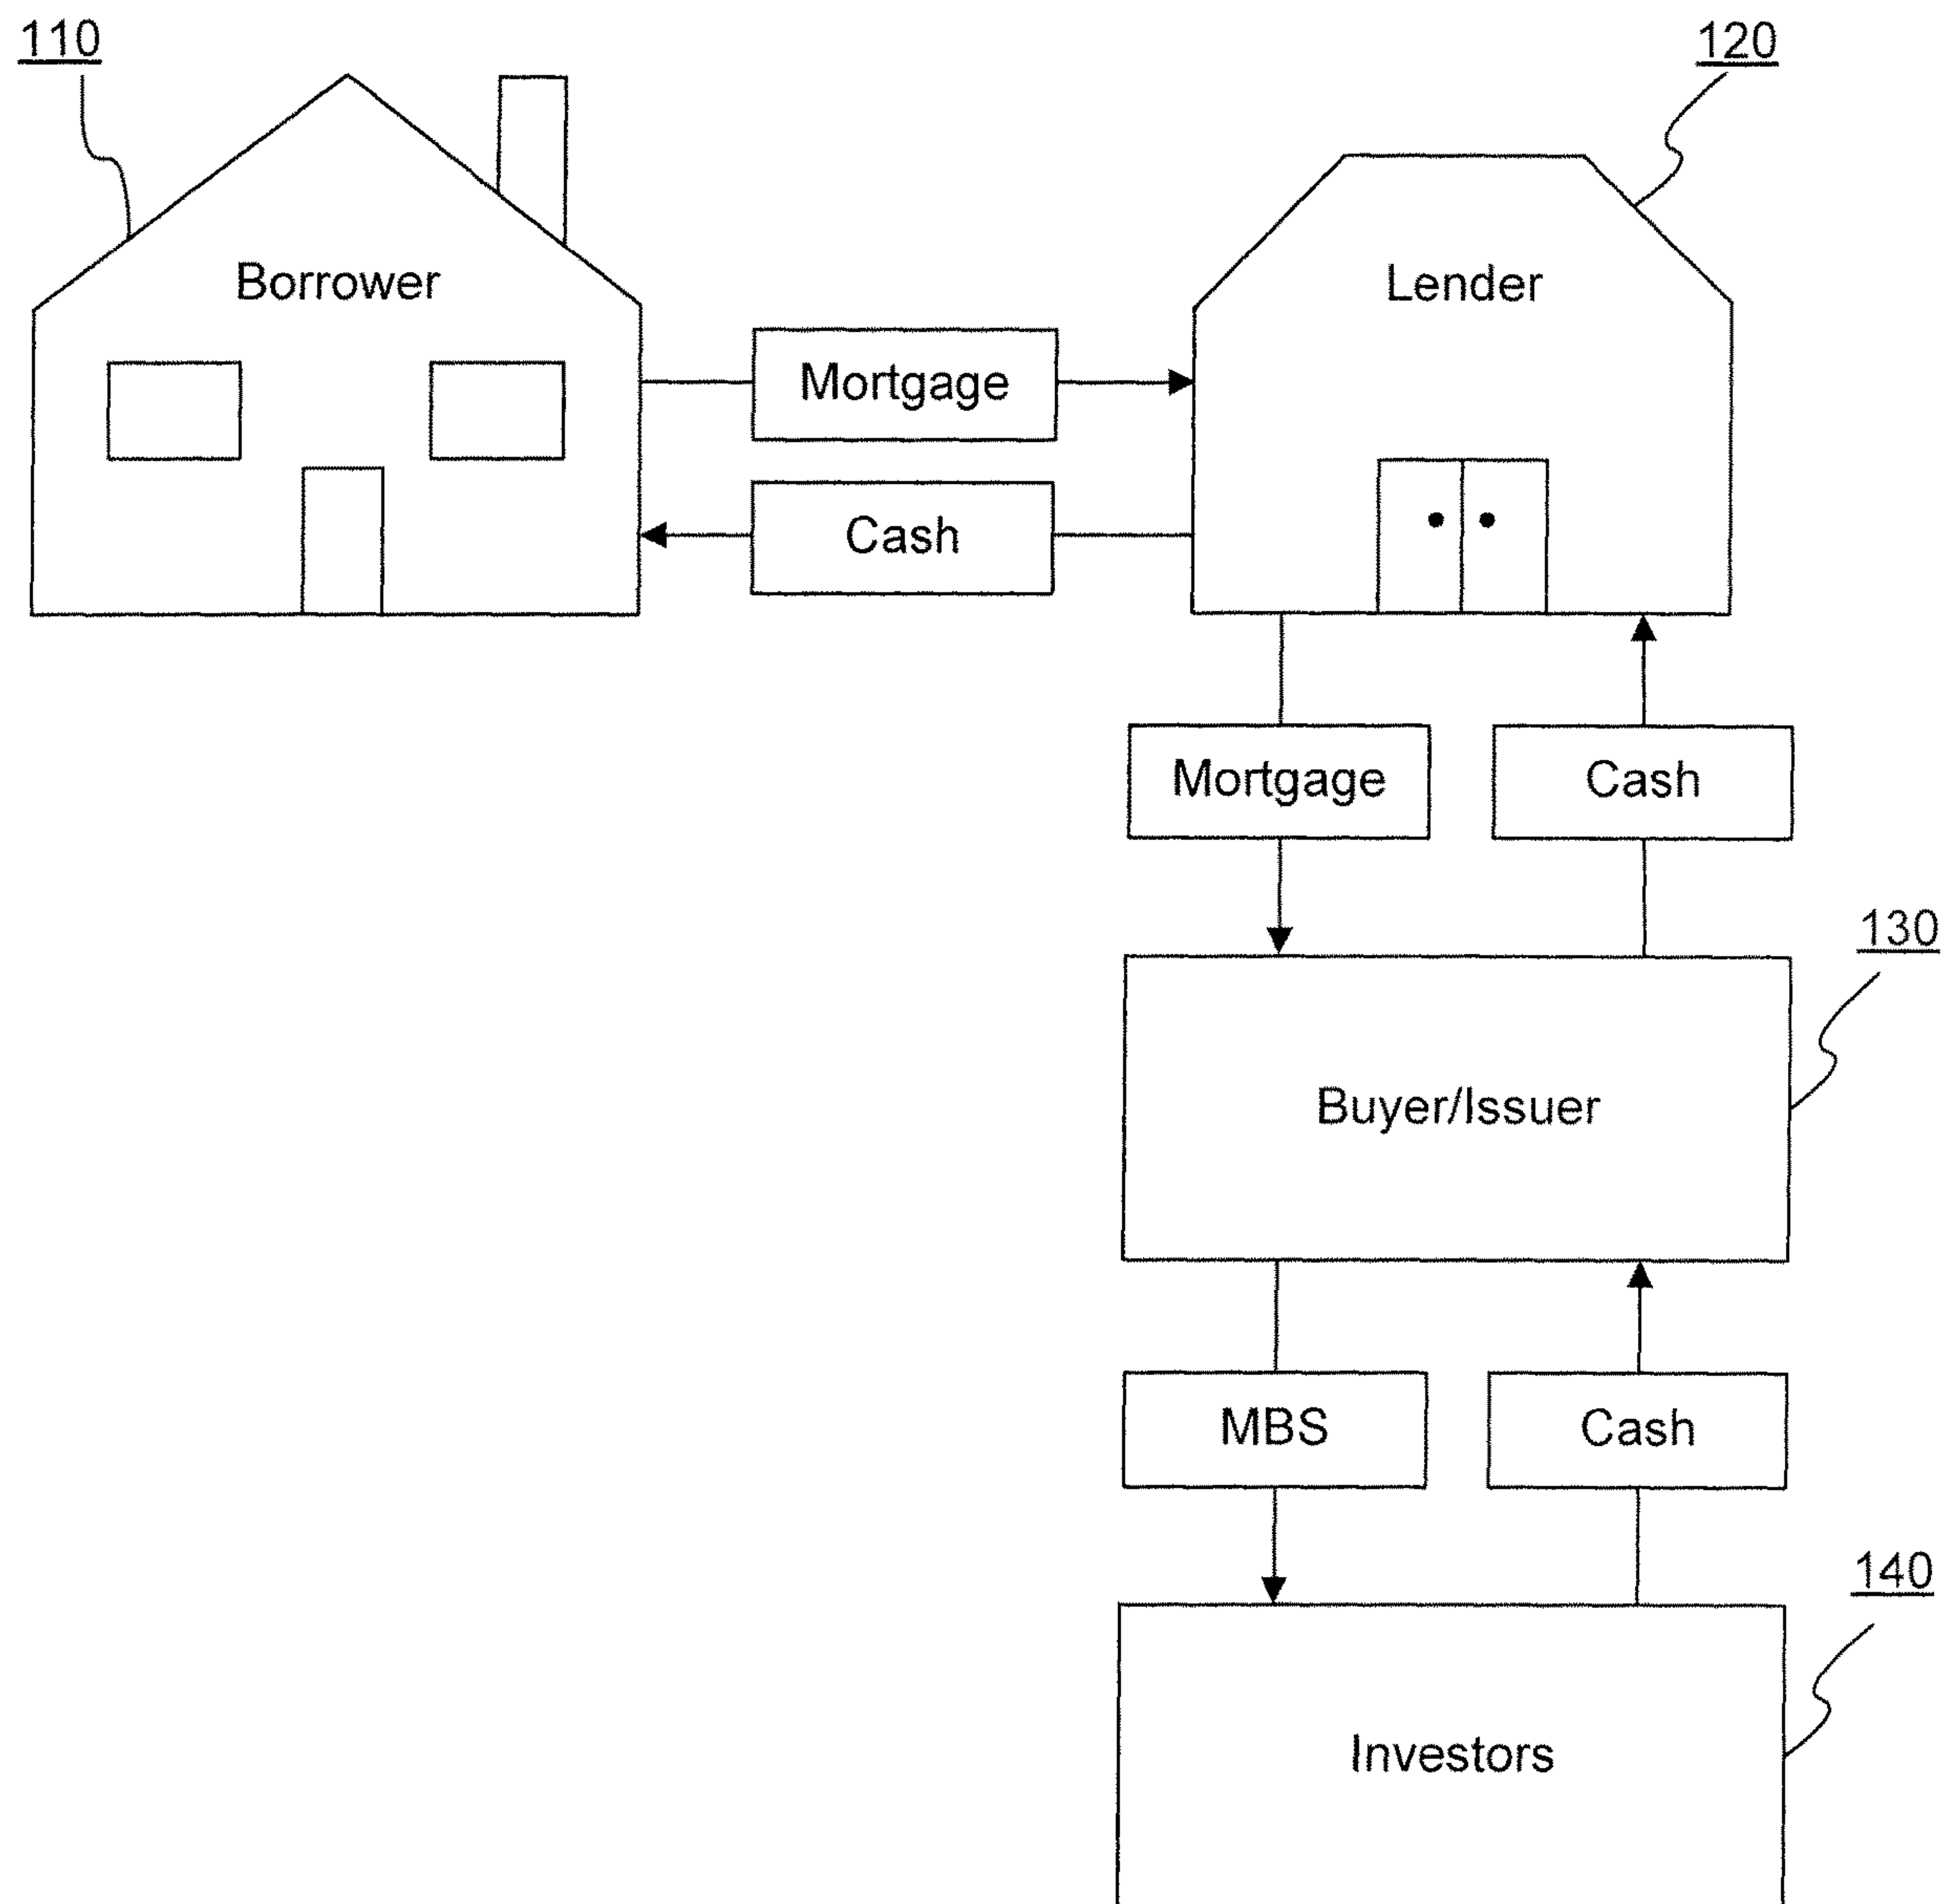 110
120
Borrower
Lender
Mortgage
Cash
Mortgage
Cash
130
Buyer/Issuer
MBS
Cash
140
Investors